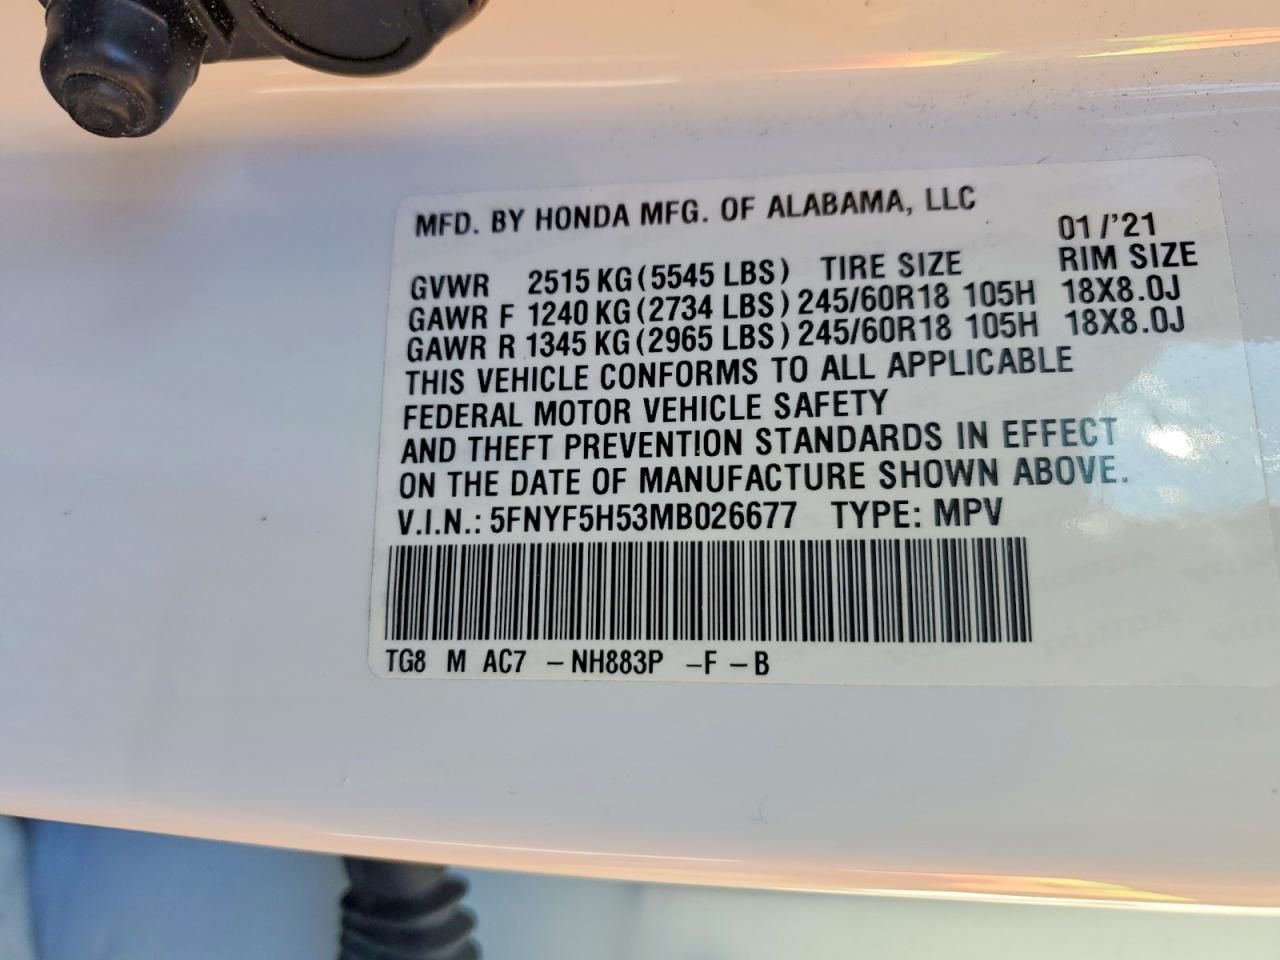 MFD. BY HONDA MFG. OF ALABAMA, LLC
01/'21
GVWR 2515 KG (5545 LBS) TIRE SIZE RIM SIZE
GAWR F 1240 KG (2734 LBS) 245/60R18 105H 18X8.0J
GAWR R 1345 KG (2965 LBS) 245/60R18 105H 18X8.0J
THIS VEHICLE CONFORMS TO ALL APPLICABLE
FEDERAL MOTOR VEHICLE SAFETY
AND THEFT PREVENTION STANDARDS IN EFFECT
ON THE DATE OF MANUFACTURE SHOWN ABOVE.
V.I.N.: 5FNYF5H53MB026677 TYPE: MPV
TG8 M AC7 – NH883P –F –B